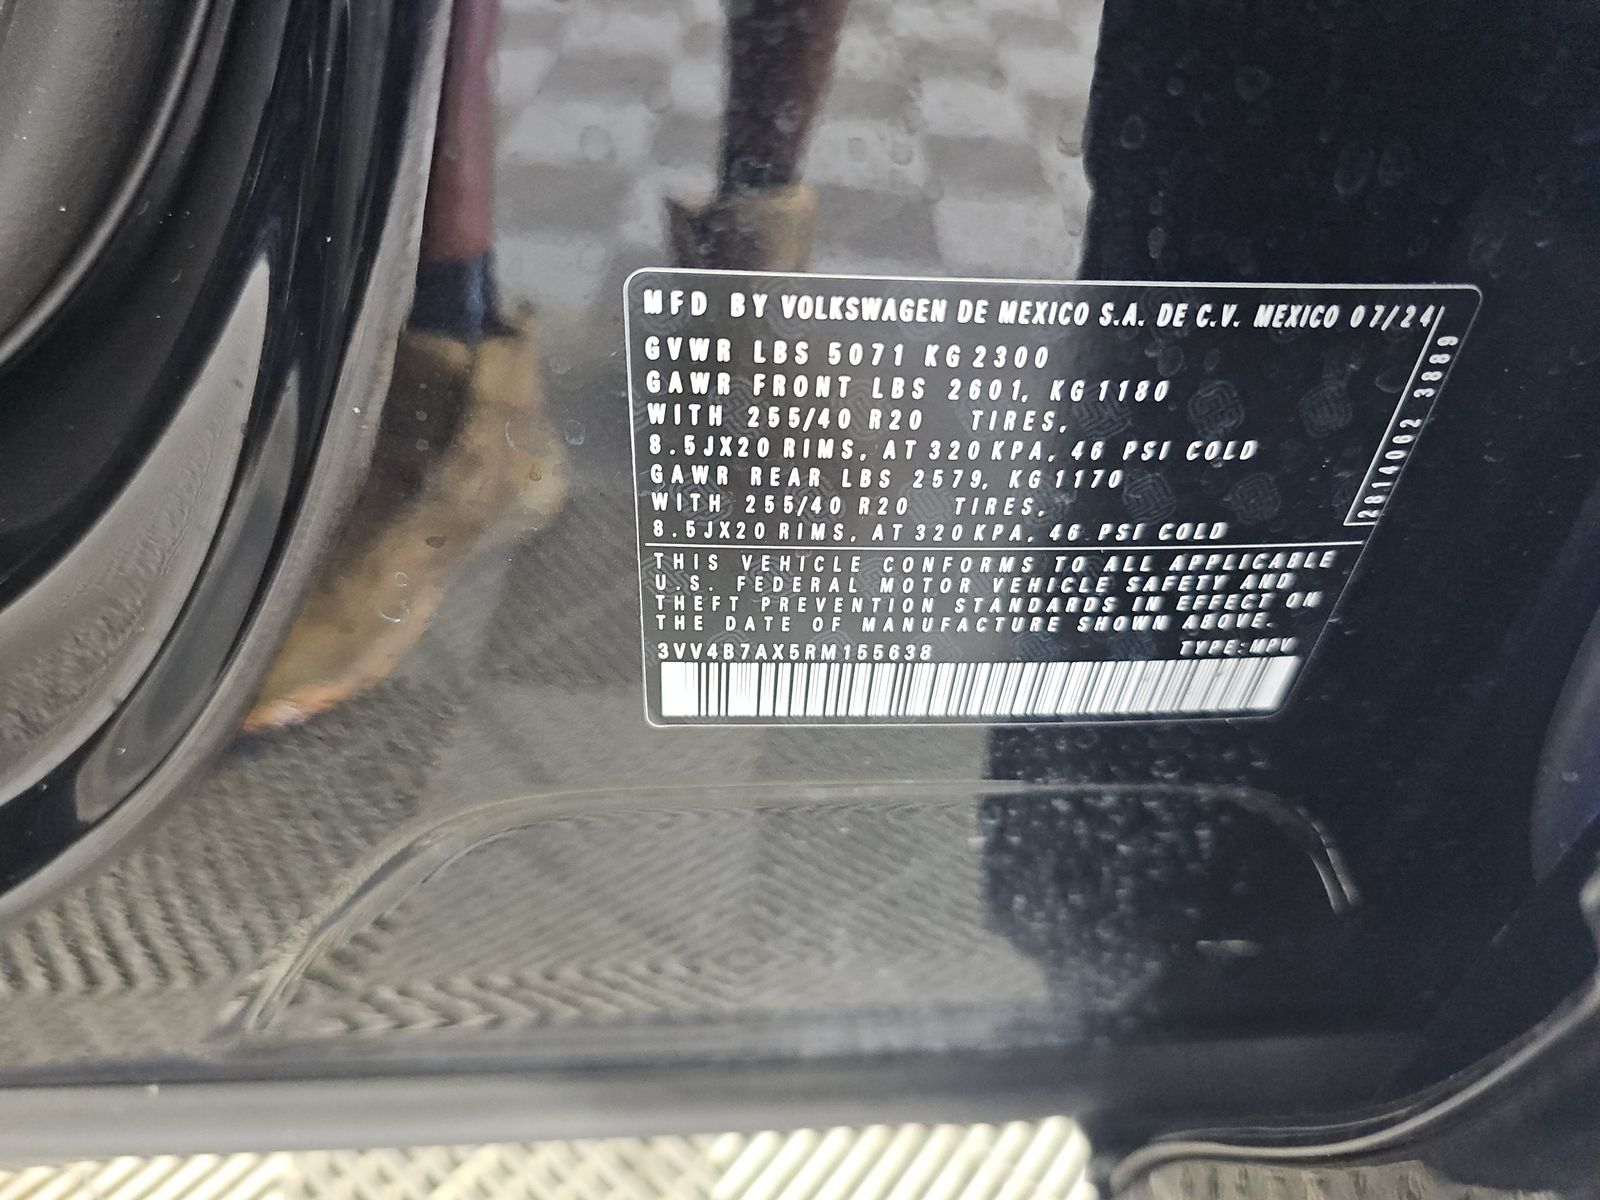 MFD BY VOLKSWAGEN DE MEXICO S.A. DE C.V. MEXICO 07/24
GVWR LBS 5071 KG 2300
GAWR FRONT LBS 2601, KG 1180
WITH 255/40 R20 TIRES,
8.5JX20 RIMS, AT 320 KPA, 46 PSI COLD
GAWR REAR LBS 2579, KG 1170
WITH 255/40 R20 TIRES,
8.5JX20 RIMS, AT 320 KPA, 46 PSI COLD
THIS VEHICLE CONFORMS TO ALL APPLICABLE
U.S. FEDERAL MOTOR VEHICLE SAFETY AND
THEFT PREVENTION STANDARDS IN EFFECT ON
THE DATE OF MANUFACTURE SHOWN ABOVE.
3VV4B7AX5RM155638 TYPE:MPV
2814002 3889